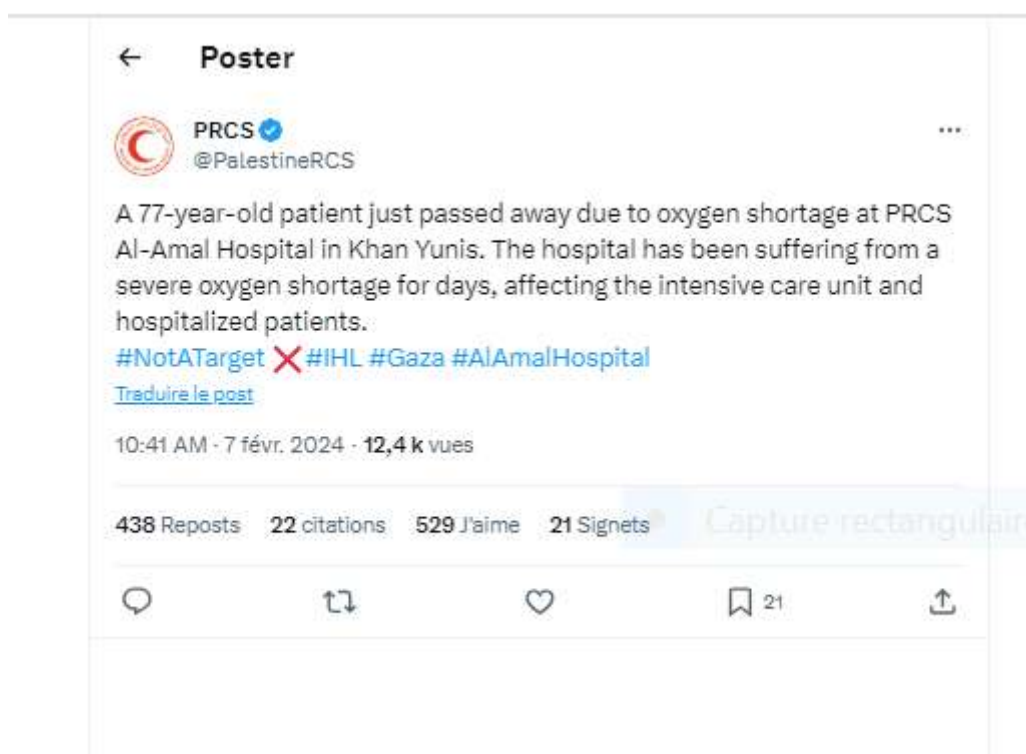 Poster
PRCS
@PalestineRCS
A 77-year-old patient just passed away due to oxygen shortage at PRCS
Al-Amal Hospital in Khan Yunis. The hospital has been suffering from a
severe oxygen shortage for days, affecting the intensive care unit and
hospitalized patients.
#NotATarget ❌#IHL #Gaza #AlAmalHospital
Traduire le post
10:41 AM · 7 févr. 2024 · 12,4 k vues
438 Reposts 22 citations 529 J'aime 21 Signets
Capture rectangulair
21